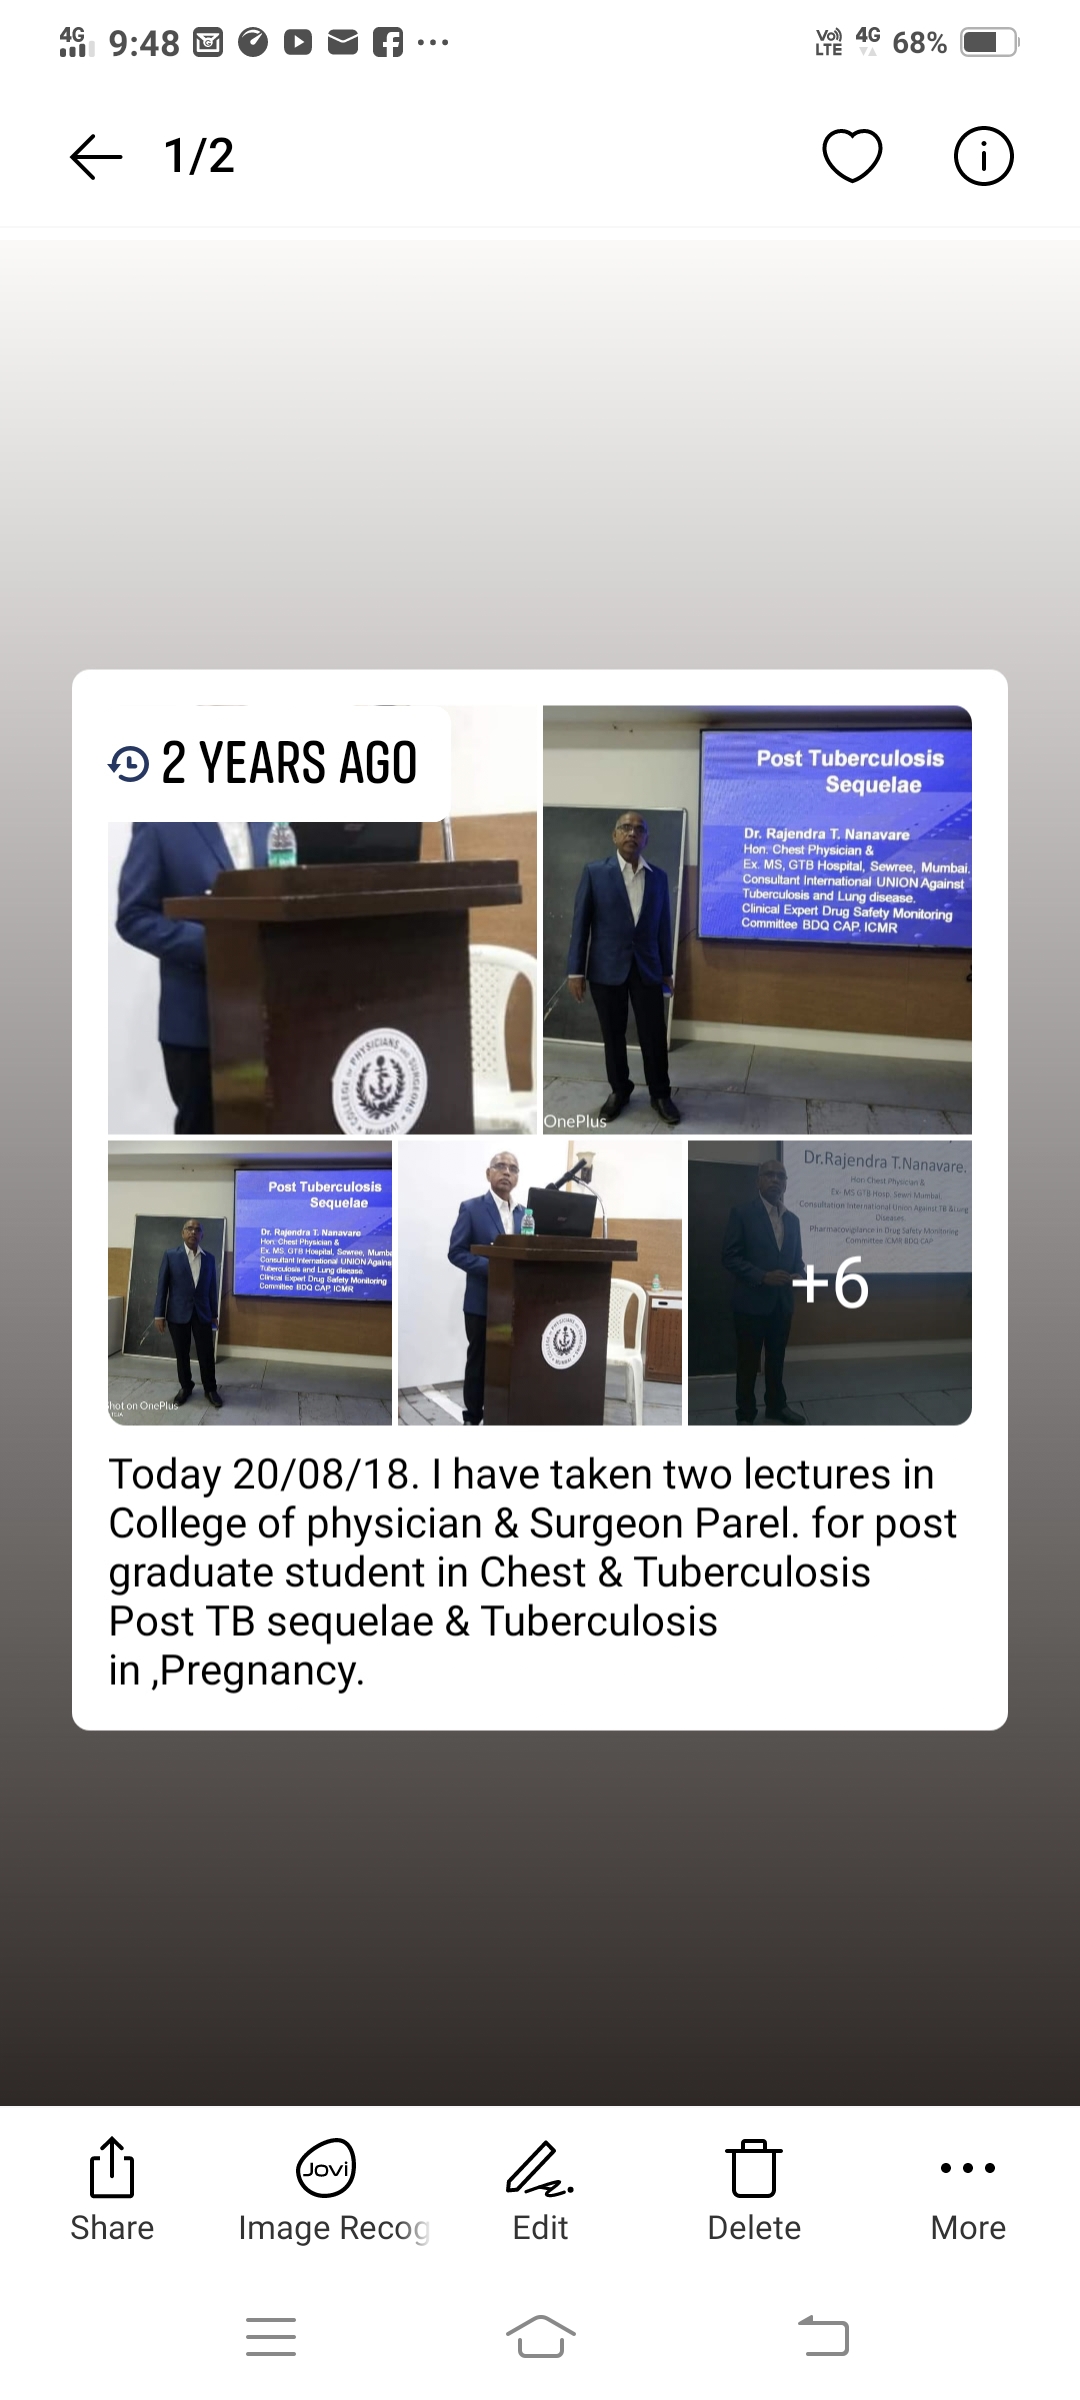 4G 9:48 Vo)) LTE 4G 68%
1/2
2 YEARS AGO
COLLEGE OF PHYSICIANS AND SURGEONS
MUMBAI
Post Tuberculosis
Sequelae
Dr. Rajendra T. Nanavare
Hon. Chest Physician &
Ex. MS, GTB Hospital, Sewree, Mumbai.
Consultant International UNION Against
Tuberculosis and Lung disease.
Clinical Expert Drug Safety Monitoring
Committee BDQ CAP, ICMR
OnePlus
Post Tuberculosis
Sequelae
Dr. Rajendra T. Nanavare
Hon. Chest Physician &
Ex. MS, GTB Hospital, Sewree, Mumba
Consultant International UNION Agains
Tuberculosis and Lung disease.
Clinical Expert Drug Safety Monitoring
Committee BDQ CAP, ICMR
hot on OnePlus
Dr.Rajendra T.Nanavare.
Hon Chest Physician &
Ex- MS GTB Hosp, Sewri Mumbai.
Consultation International Union Against TB &Lung
Diseases.
Pharmacovigilance in Drug Safety Monitoring
Committee ICMR BDQ CAP
+6
Today 20/08/18. I have taken two lectures in
College of physician & Surgeon Parel. for post
graduate student in Chest & Tuberculosis
Post TB sequelae & Tuberculosis
in ,Pregnancy.
Jovi
Share Image Recog Edit Delete More